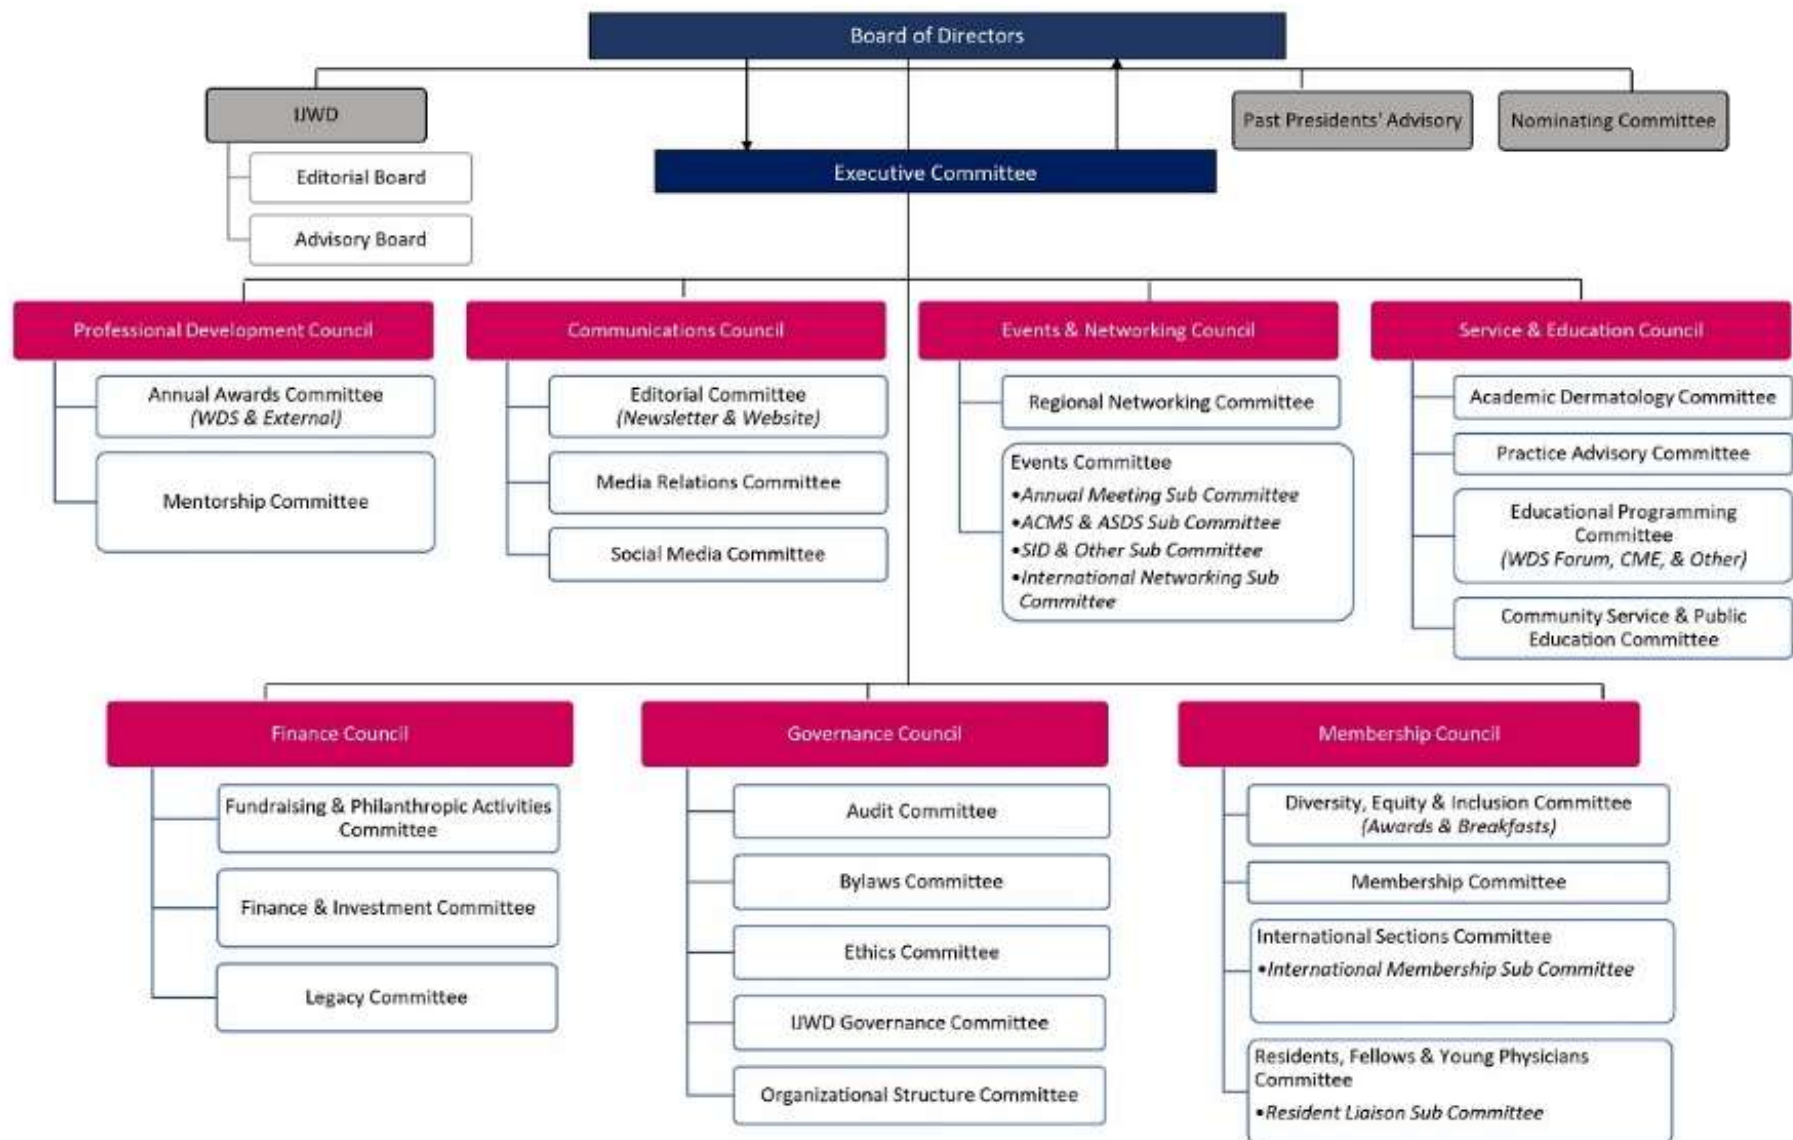 Board of Directors
IJWD
Past Presidents' Advisory
Nominating Committee
Editorial Board
Advisory Board
Executive Committee
Professional Development Council
Annual Awards Committee
(WDS & External)
Mentorship Committee
Communications Council
Editorial Committee
(Newsletter & Website)
Media Relations Committee
Social Media Committee
Events & Networking Council
Regional Networking Committee
Events Committee
•Annual Meeting Sub Committee
•ACMS & ASDS Sub Committee
•SID & Other Sub Committee
•International Networking Sub
Committee
Service & Education Council
Academic Dermatology Committee
Practice Advisory Committee
Educational Programming
Committee
(WDS Forum, CME, & Other)
Community Service & Public
Education Committee
Finance Council
Fundraising & Philanthropic Activities
Committee
Finance & Investment Committee
Legacy Committee
Governance Council
Audit Committee
Bylaws Committee
Ethics Committee
IJWD Governance Committee
Organizational Structure Committee
Membership Council
Diversity, Equity & Inclusion Committee
(Awards & Breakfasts)
Membership Committee
International Sections Committee
•International Membership Sub Committee
Residents, Fellows & Young Physicians
Committee
•Resident Liaison Sub Committee